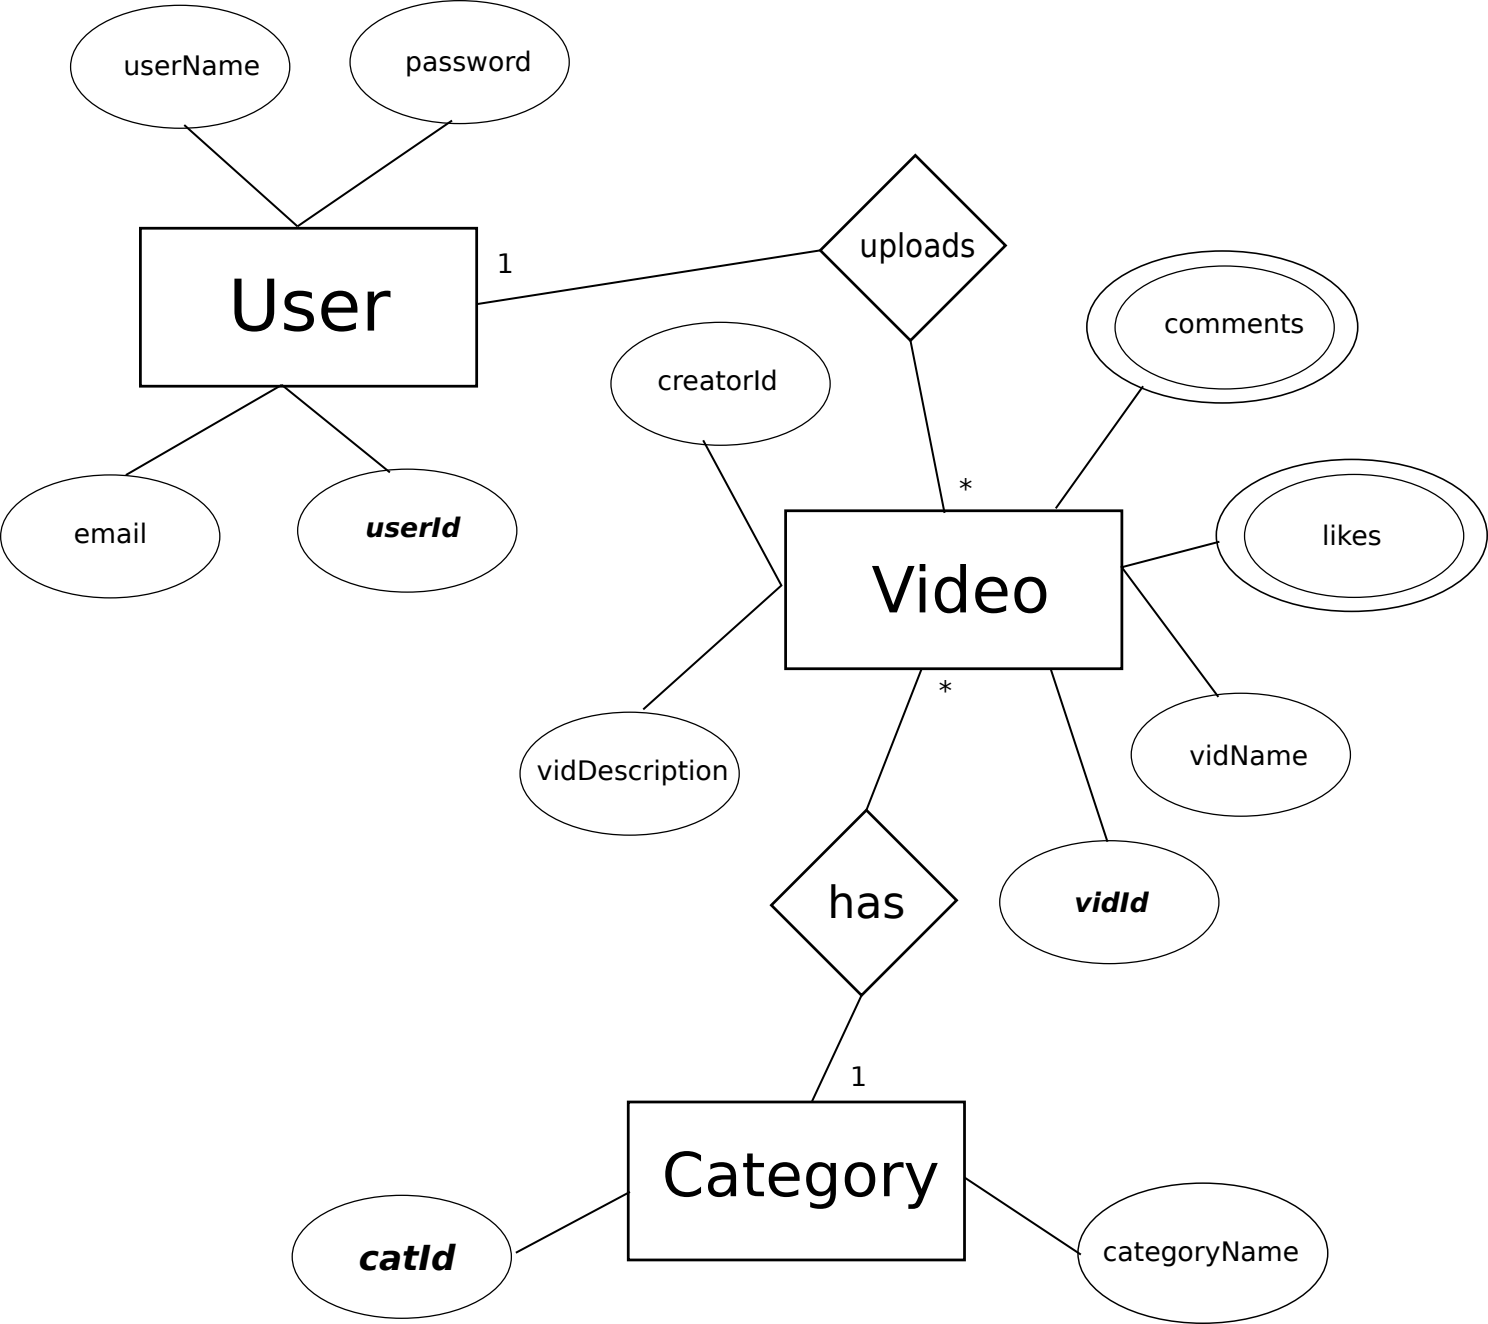 userName
password
User
1
uploads
comments
creatorId
*
likes
email
userId
Video
*
vidDescription
vidName
has
vidId
1
Category
catId
categoryName